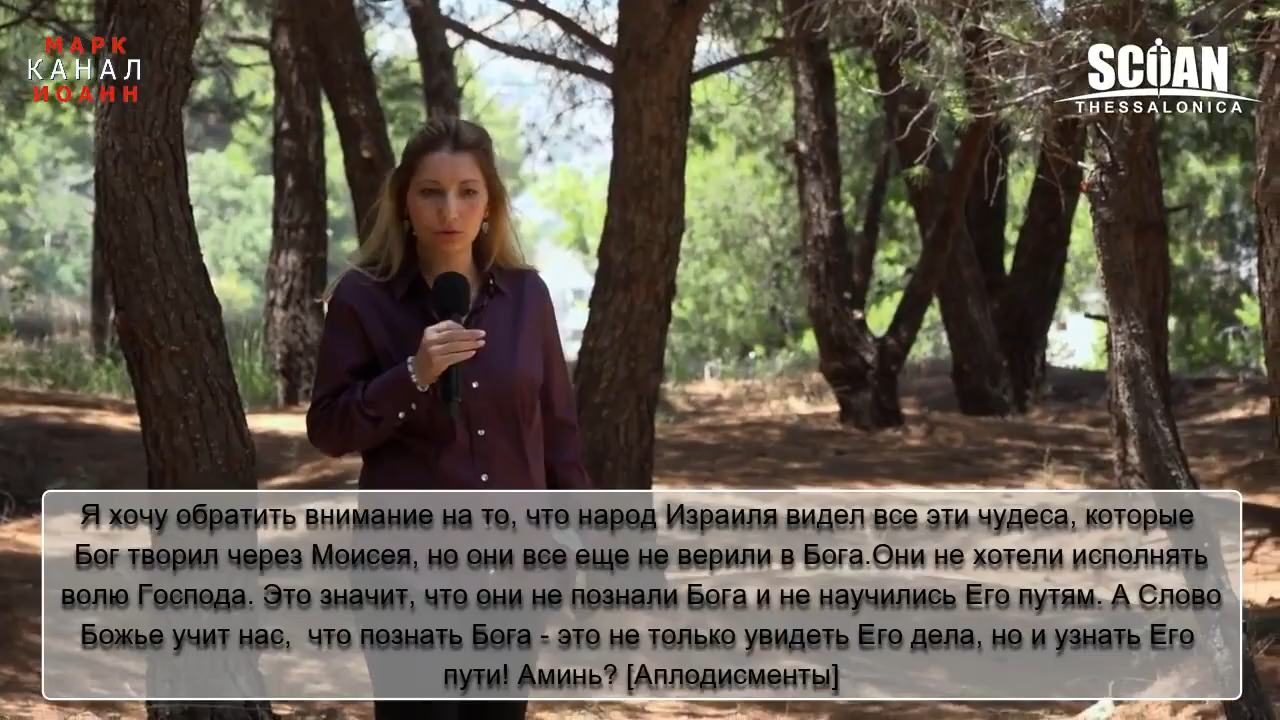 МАРК
КАНАЛ
ИОАНН
SCOAN
THESSALONICA
Я хочу обратить внимание на то, что народ Израиля видел все эти чудеса, которые
Бог творил через Моисея, но они все еще не верили в Бога.Они не хотели исполнять
волю Господа. Это значит, что они не познали Бога и не научились Его путям. А Слово
Божье учит нас,  что познать Бога - это не только увидеть Его дела, но и узнать Его
пути! Аминь? [Аплодисменты]